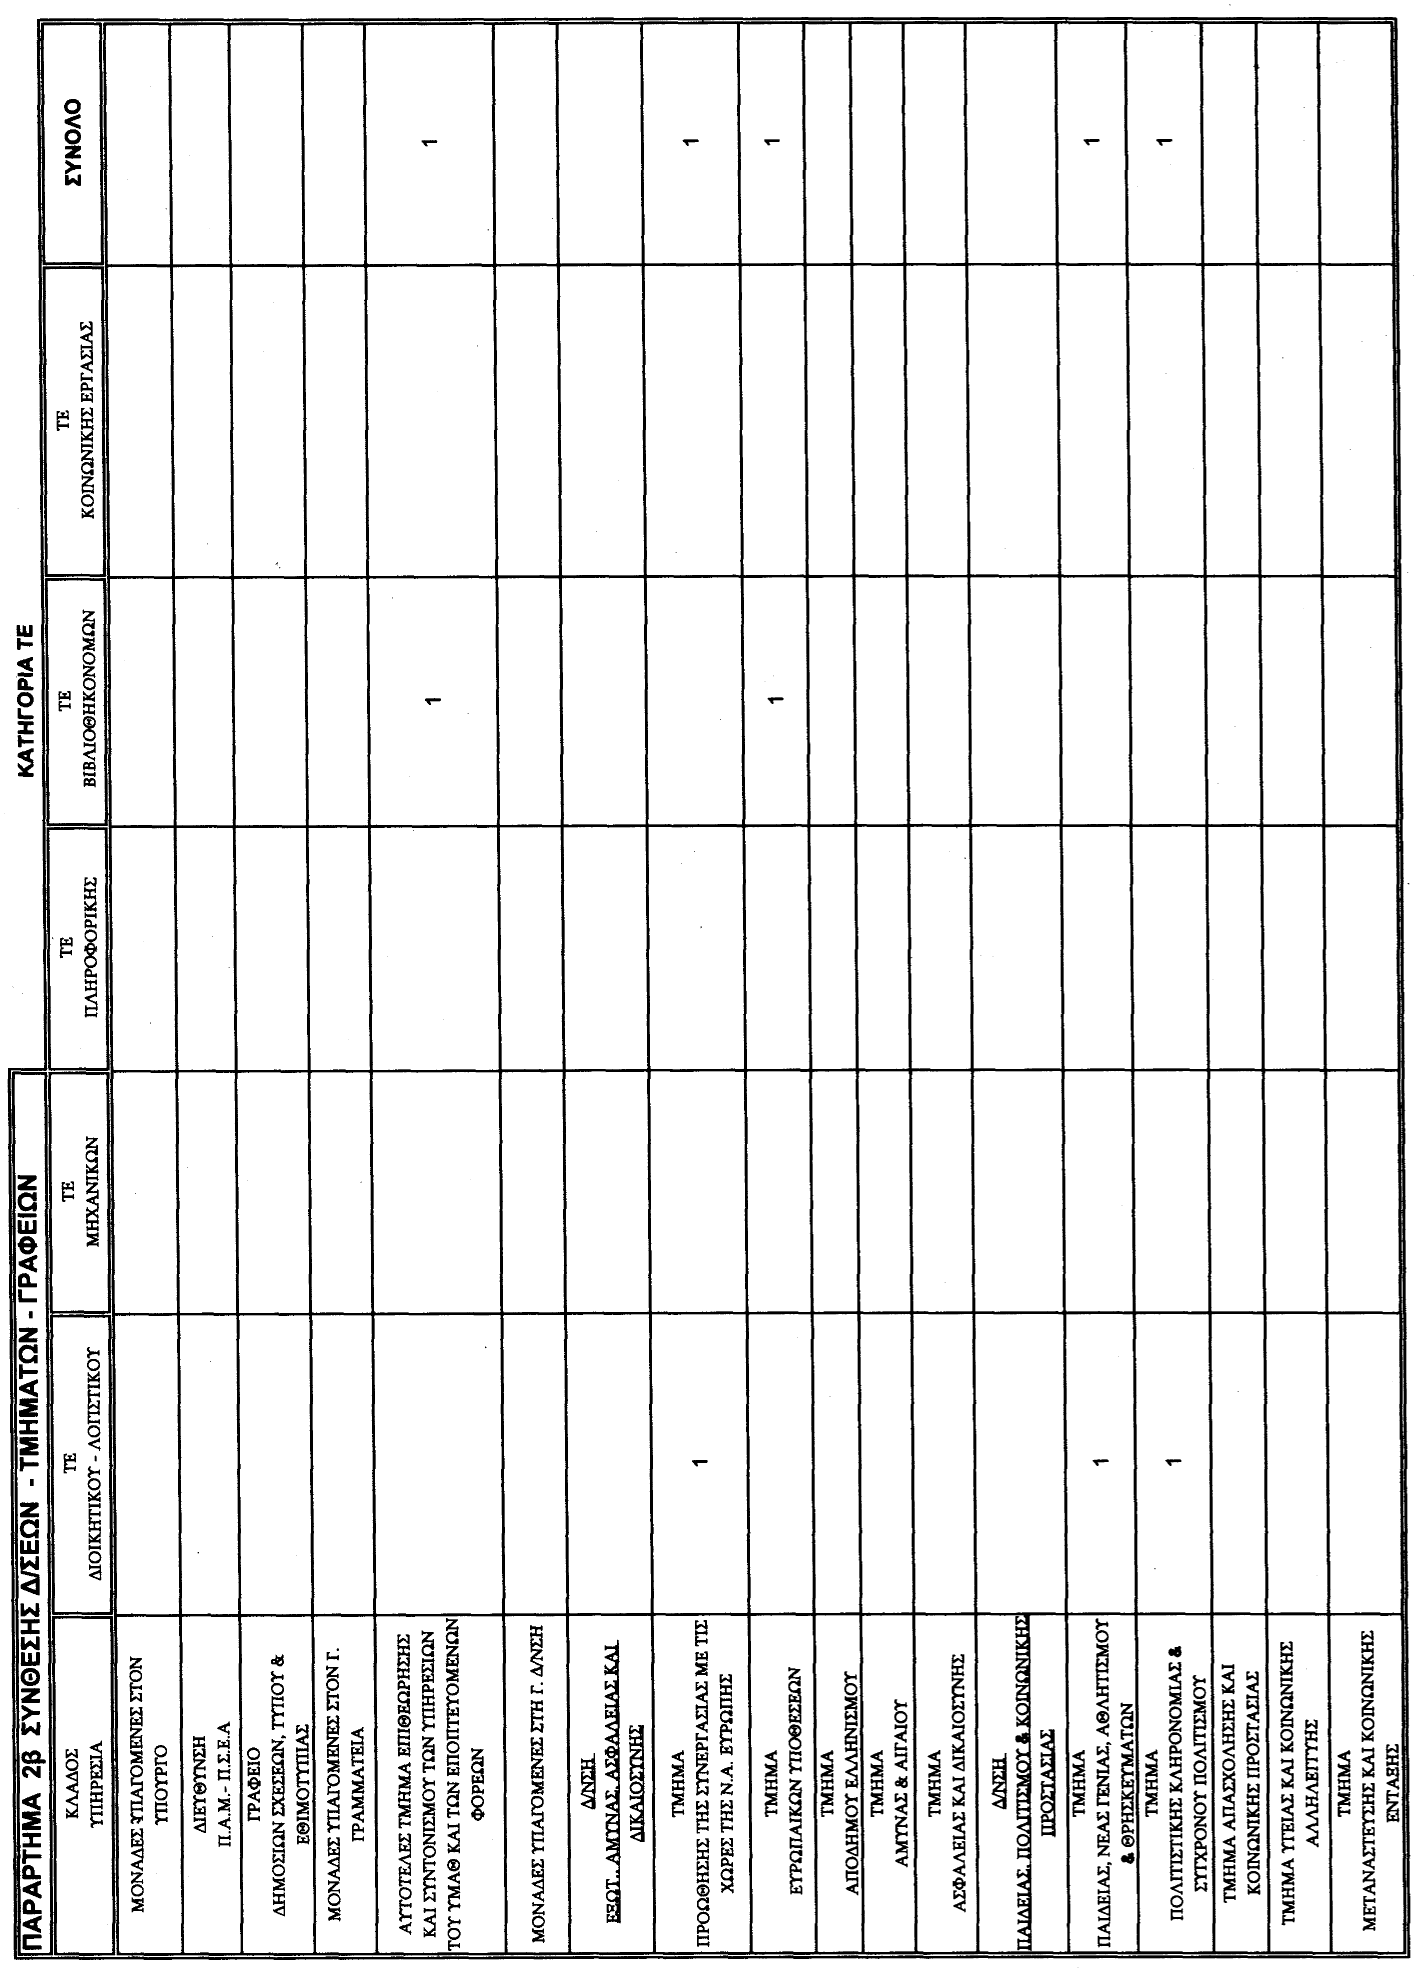 ΚΑΤΗΓΟΡΙΑ ΤΕ
ΠΑΡΑΡΤΗΜΑ 2β ΣΥΝΘΕΣΗΣ Δ/ΣΕΩΝ - ΤΜΗΜΑΤΩΝ - ΓΡΑΦΕΙΩΝ
ΚΛΑΔΟΣ
ΥΠΗΡΕΣΙΑ
ΤΕ
ΔΙΟΙΚΗΤΙΚΟΥ - ΛΟΓΙΣΤΙΚΟΥ
ΤΕ
ΜΗΧΑΝΙΚΩΝ
ΤΕ
ΠΛΗΡΟΦΟΡΙΚΗΣ
ΤΕ
ΒΙΒΛΙΟΘΗΚΟΝΟΜΩΝ
ΤΕ
ΚΟΙΝΩΝΙΚΗΣ ΕΡΓΑΣΙΑΣ
ΣΥΝΟΛΟ
ΜΟΝΑΔΕΣ ΥΠΑΓΟΜΕΝΕΣ ΣΤΟΝ
ΥΠΟΥΡΓΟ
ΔΙΕΥΘΥΝΣΗ
Π.Α.Μ.- Π.Σ.Ε.Α
ΓΡΑΦΕΙΟ
ΔΗΜΟΣΙΩΝ ΣΧΕΣΕΩΝ, ΤΥΠΟΥ &
ΕΘΙΜΟΤΥΠΙΑΣ
ΜΟΝΑΔΕΣ ΥΠΑΓΟΜΕΝΕΣ ΣΤΟΝ Γ.
ΓΡΑΜΜΑΤΕΙΑ
ΑΥΤΟΤΕΛΕΣ ΤΜΗΜΑ ΕΠΙΘΕΩΡΗΣΗΣ
ΚΑΙ ΣΥΝΤΟΝΙΣΜΟΥ ΤΩΝ ΥΠΗΡΕΣΙΩΝ
ΤΟΥ ΥΜΑΘ ΚΑΙ ΤΩΝ ΕΠΟΠΤΕΥΟΜΕΝΩΝ
ΦΟΡΕΩΝ
1
1
ΜΟΝΑΔΕΣ ΥΠΑΓΟΜΕΝΕΣ ΣΤΗ Γ. Δ/ΝΣΗ
Δ/ΝΣΗ
ΕΞΩΤ. ΑΜΥΝΑΣ, ΑΣΦΑΛΕΙΑΣ ΚΑΙ
ΔΙΚΑΙΟΣΥΝΗΣ
ΤΜΗΜΑ
ΠΡΟΩΘΗΣΗΣ ΤΗΣ ΣΥΝΕΡΓΑΣΙΑΣ ΜΕ ΤΙΣ
ΧΩΡΕΣ ΤΗΣ Ν.Α. ΕΥΡΩΠΗΣ
1
1
ΤΜΗΜΑ
ΕΥΡΩΠΑΙΚΩΝ ΥΠΟΘΕΣΕΩΝ
1
1
ΤΜΗΜΑ
ΑΠΟΔΗΜΟΥ ΕΛΛΗΝΙΣΜΟΥ
ΤΜΗΜΑ
ΑΜΥΝΑΣ & ΑΙΓΑΙΟΥ
ΤΜΗΜΑ
ΑΣΦΑΛΕΙΑΣ ΚΑΙ ΔΙΚΑΙΟΣΥΝΗΣ
Δ/ΝΣΗ
ΠΑΙΔΕΙΑΣ, ΠΟΛΙΤΙΣΜΟΥ & ΚΟΙΝΩΝΙΚΗΣ
ΠΡΟΣΤΑΣΙΑΣ
ΤΜΗΜΑ
ΠΑΙΔΕΙΑΣ, ΝΕΑΣ ΓΕΝΙΑΣ, ΑΘΛΗΤΙΣΜΟΥ
& ΘΡΗΣΚΕΥΜΑΤΩΝ
1
1
ΤΜΗΜΑ
ΠΟΛΙΤΙΣΤΙΚΗΣ ΚΛΗΡΟΝΟΜΙΑΣ &
ΣΥΓΧΡΟΝΟΥ ΠΟΛΙΤΙΣΜΟΥ
1
1
ΤΜΗΜΑ ΑΠΑΣΧΟΛΗΣΗΣ ΚΑΙ
ΚΟΙΝΩΝΙΚΗΣ ΠΡΟΣΤΑΣΙΑΣ
ΤΜΗΜΑ ΥΓΕΙΑΣ ΚΑΙ ΚΟΙΝΩΝΙΚΗΣ
ΑΛΛΗΛΕΓΓΥΗΣ
ΤΜΗΜΑ
ΜΕΤΑΝΑΣΤΕΥΣΗΣ ΚΑΙ ΚΟΙΝΩΝΙΚΗΣ
ΕΝΤΑΞΗΣ